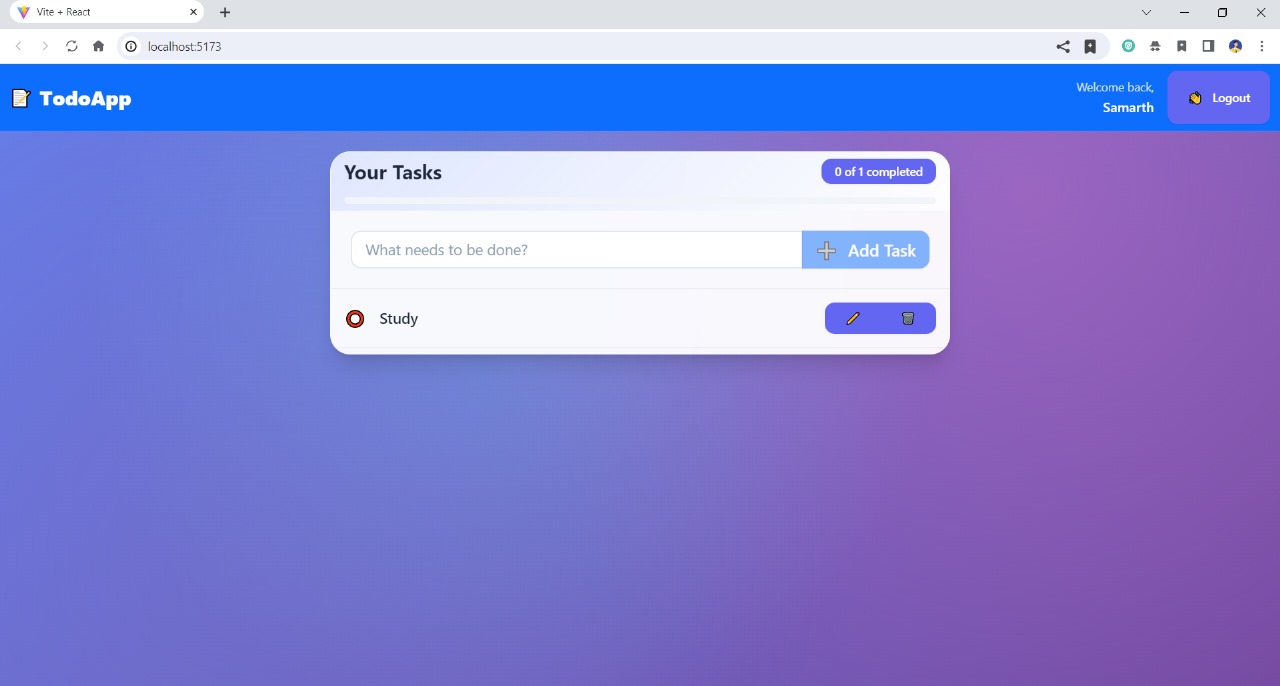 Vite + React
localhost:5173
TodoApp
Welcome back,
Samarth
Logout
Your Tasks
0 of 1 completed
What needs to be done?
Add Task
Study